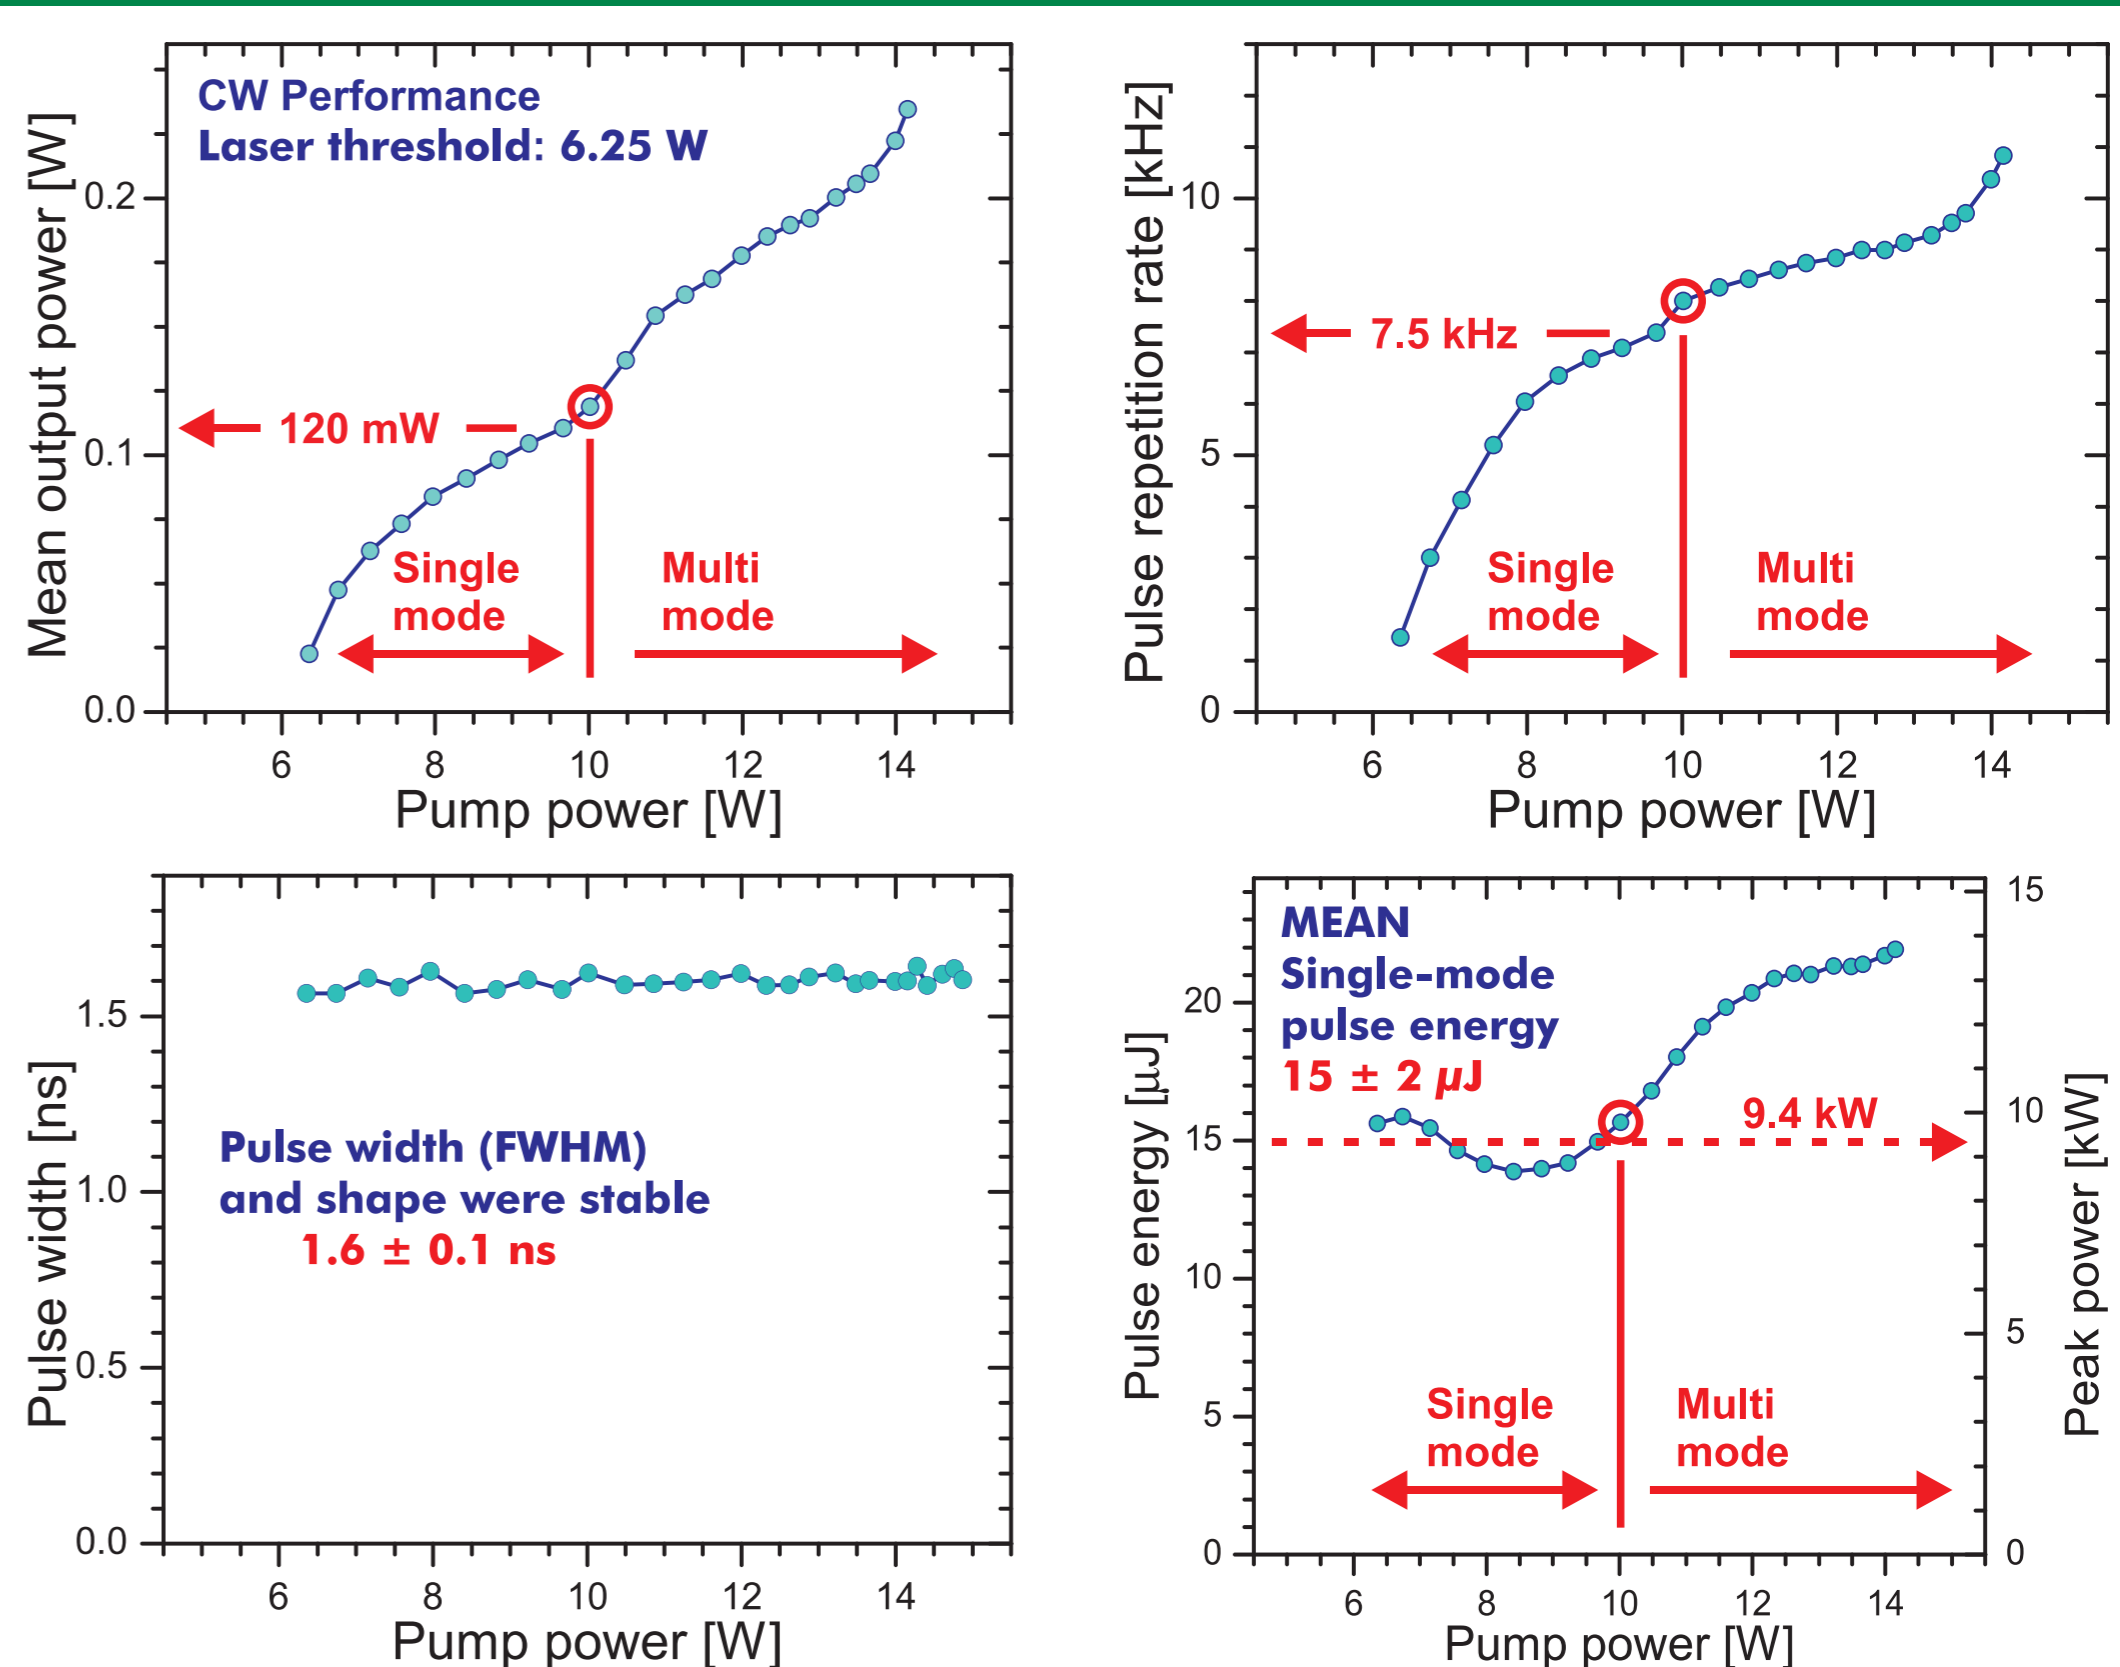 CW Performance
Laser threshold: 6.25 W
Mean output power [W]
0.2
0.1
0.0
120 mW
Single
mode
Multi
mode
6 8 10 12 14
Pump power [W]
Pulse repetition rate [kHz]
10
5
0
7.5 kHz
Single
mode
Multi
mode
6 8 10 12 14
Pump power [W]
Pulse width [ns]
1.5
1.0
0.5
0.0
Pulse width (FWHM)
and shape were stable
1.6 ± 0.1 ns
6 8 10 12 14
Pump power [W]
MEAN
Single-mode
pulse energy
15 ± 2 µJ
Pulse energy [µJ]
20
15
10
5
0
9.4 kW
Single
mode
Multi
mode
15
10
5
0
Peak power [kW]
6 8 10 12 14
Pump power [W]